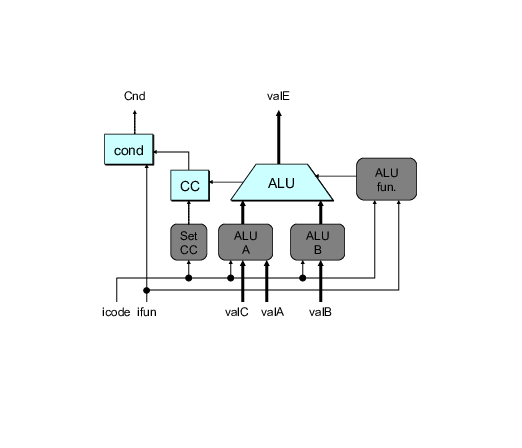 Cnd valE
cond
ALU
CC
ALU
fun.
Set
CC
ALU
A
ALU
B
icode ifun valC valA valB